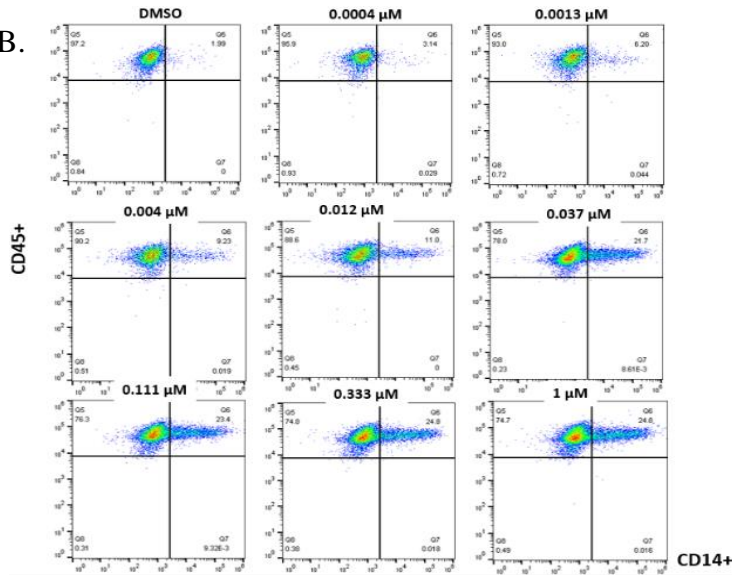 B.
DMSO
0.0004 µM
0.0013 µM
Q5
97.2
Q6
1.99
Q8
0.84
Q7
0
Q5
95.9
Q6
3.14
Q8
0.93
Q7
0.029
Q5
93.0
Q6
6.20
Q8
0.72
Q7
0.044
0.004 µM
0.012 µM
0.037 µM
Q5
90.2
Q6
9.23
Q8
0.51
Q7
0.019
Q5
88.6
Q6
11.0
Q8
0.45
Q7
0
Q5
78.0
Q6
21.7
Q8
0.23
Q7
8.61E-3
0.111 µM
0.333 µM
1 µM
Q5
76.3
Q6
23.4
Q8
0.31
Q7
9.32E-3
Q5
74.8
Q6
24.8
Q8
0.38
Q7
0.018
Q5
74.7
Q6
24.8
Q8
0.49
Q7
0.016
CD45+
CD14+